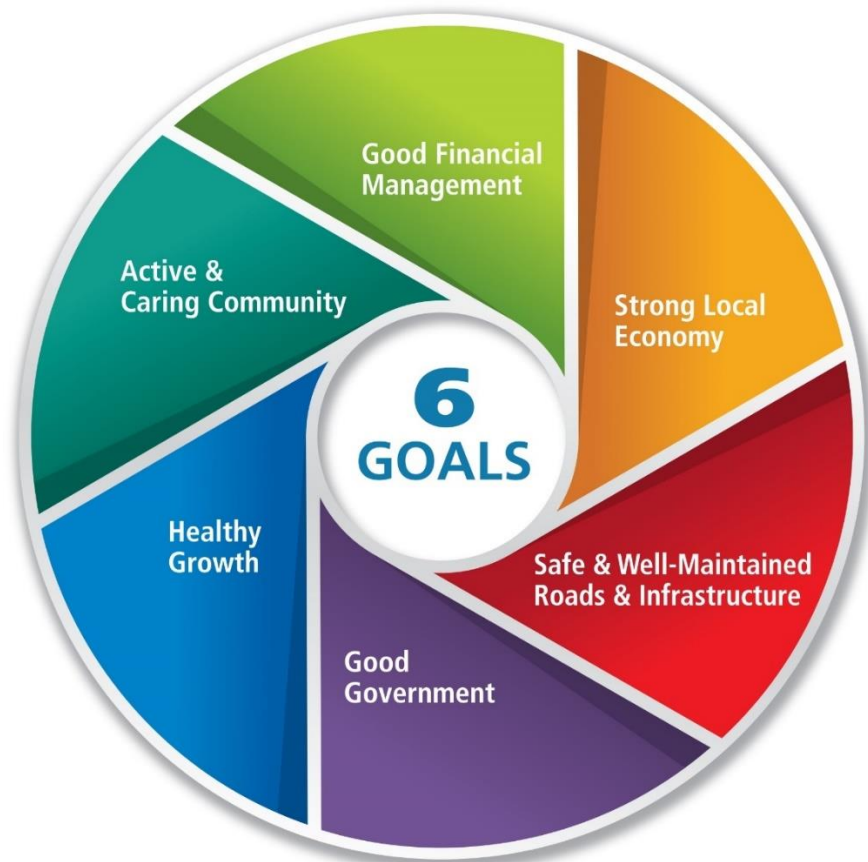 Good Financial
Management
Strong Local
Economy
Safe & Well-Maintained
Roads & Infrastructure
Good
Government
Healthy
Growth
Active &
Caring Community
6
GOALS